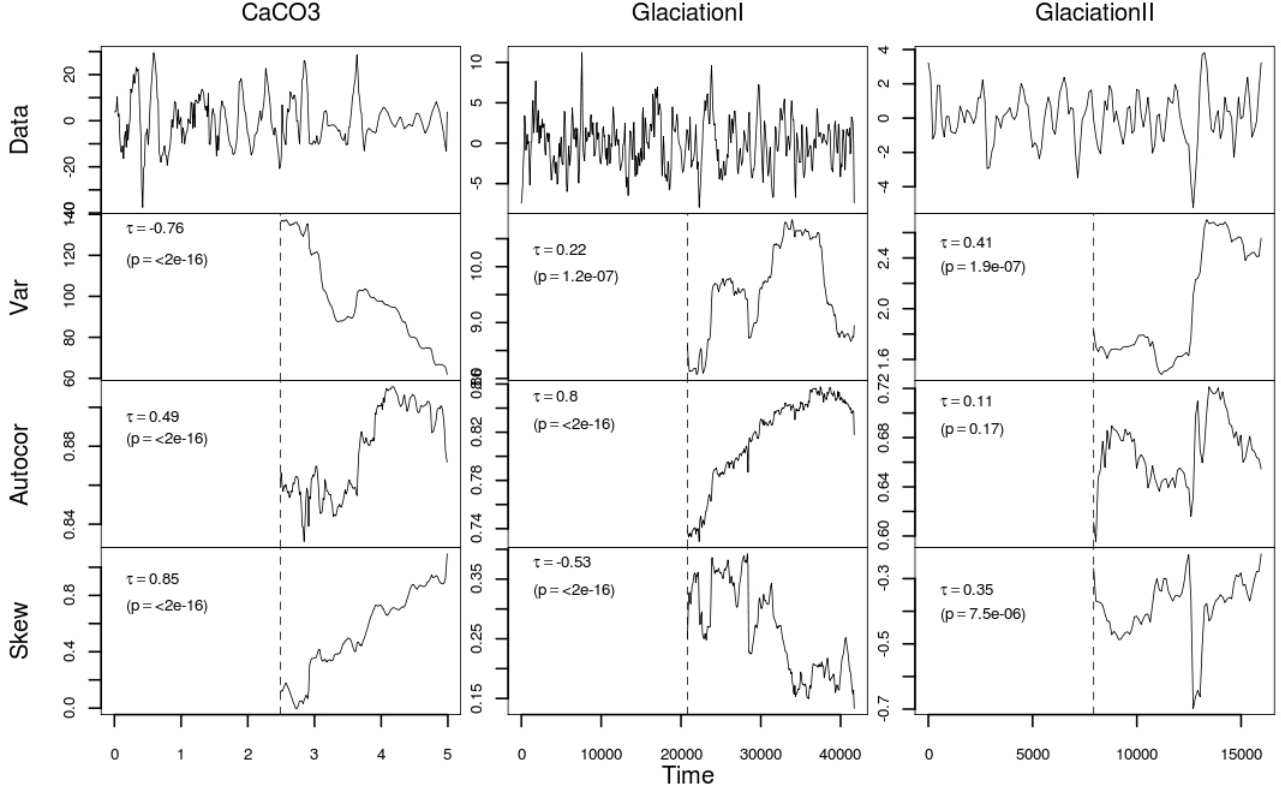 CaCO3 GlaciationI GlaciationII
Data
20
0
-20
-40
10
5
0
-5
4
2
0
-2
-4
Var
τ = -0.76
(p = <2e-16)
140
120
100
80
60
τ = 0.22
(p = 1.2e-07)
10.0
9.0
τ = 0.41
(p = 1.9e-07)
2.4
2.0
1.6
Autocor
τ = 0.49
(p = <2e-16)
0.88
0.84
τ = 0.8
(p = <2e-16)
0.82
0.78
0.74
τ = 0.11
(p = 0.17)
0.72
0.68
0.64
0.60
Skew
τ = 0.85
(p = <2e-16)
0.8
0.4
0.0
τ = -0.53
(p = <2e-16)
0.35
0.25
0.15
τ = 0.35
(p = 7.5e-06)
-0.3
-0.5
-0.7
0 1 2 3 4 5
0 10000 20000 30000 40000
0 5000 10000 15000
Time